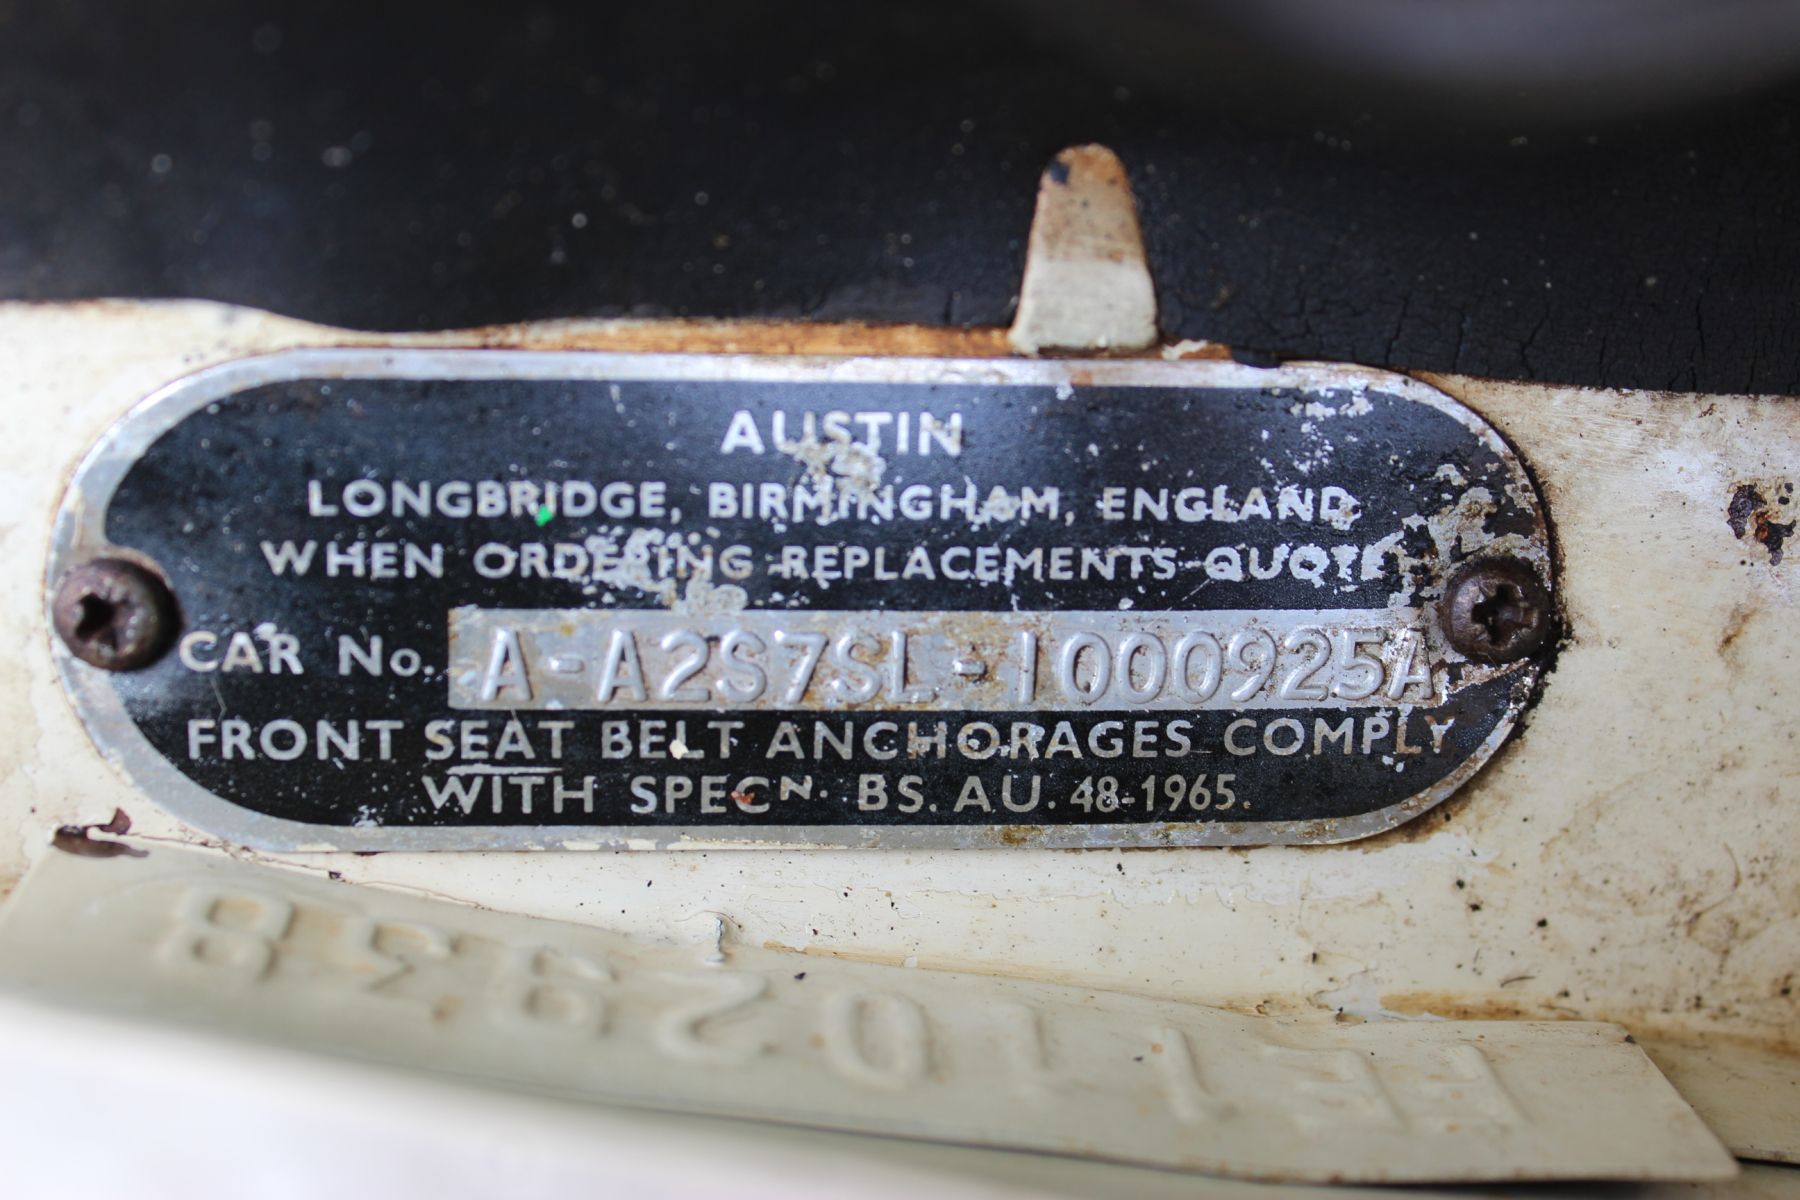 AUSTIN
LONGBRIDGE, BIRMINGHAM, ENGLAND
WHEN ORDERING REPLACEMENTS QUOTE
CAR No. A-A2S7SL-1000925A
FRONT SEAT BELT ANCHORAGES COMPLY
WITH SPECN. BS. AU. 48-1965.